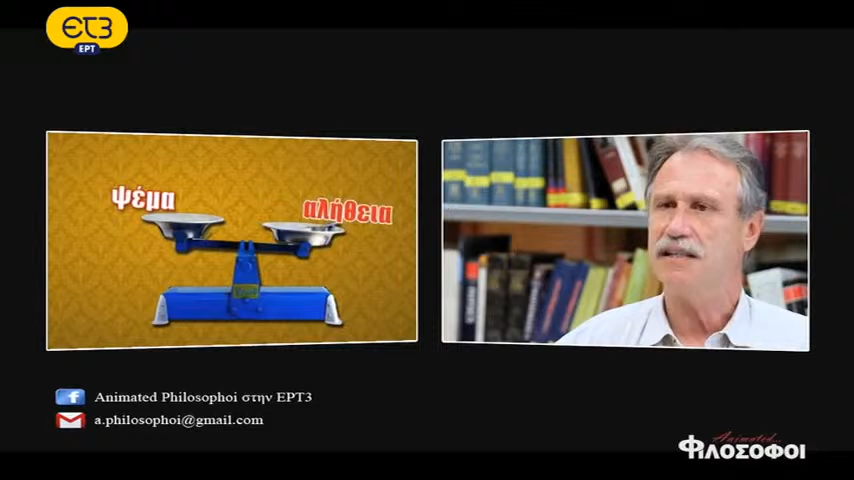 ετ3
ΕΡΤ
ψέμα
αλήθεια
Animated Philosophoi στην ΕΡΤ3
a.philosophoi@gmail.com
Animated...
ΦΙΛΟΣΟΦΟΙ